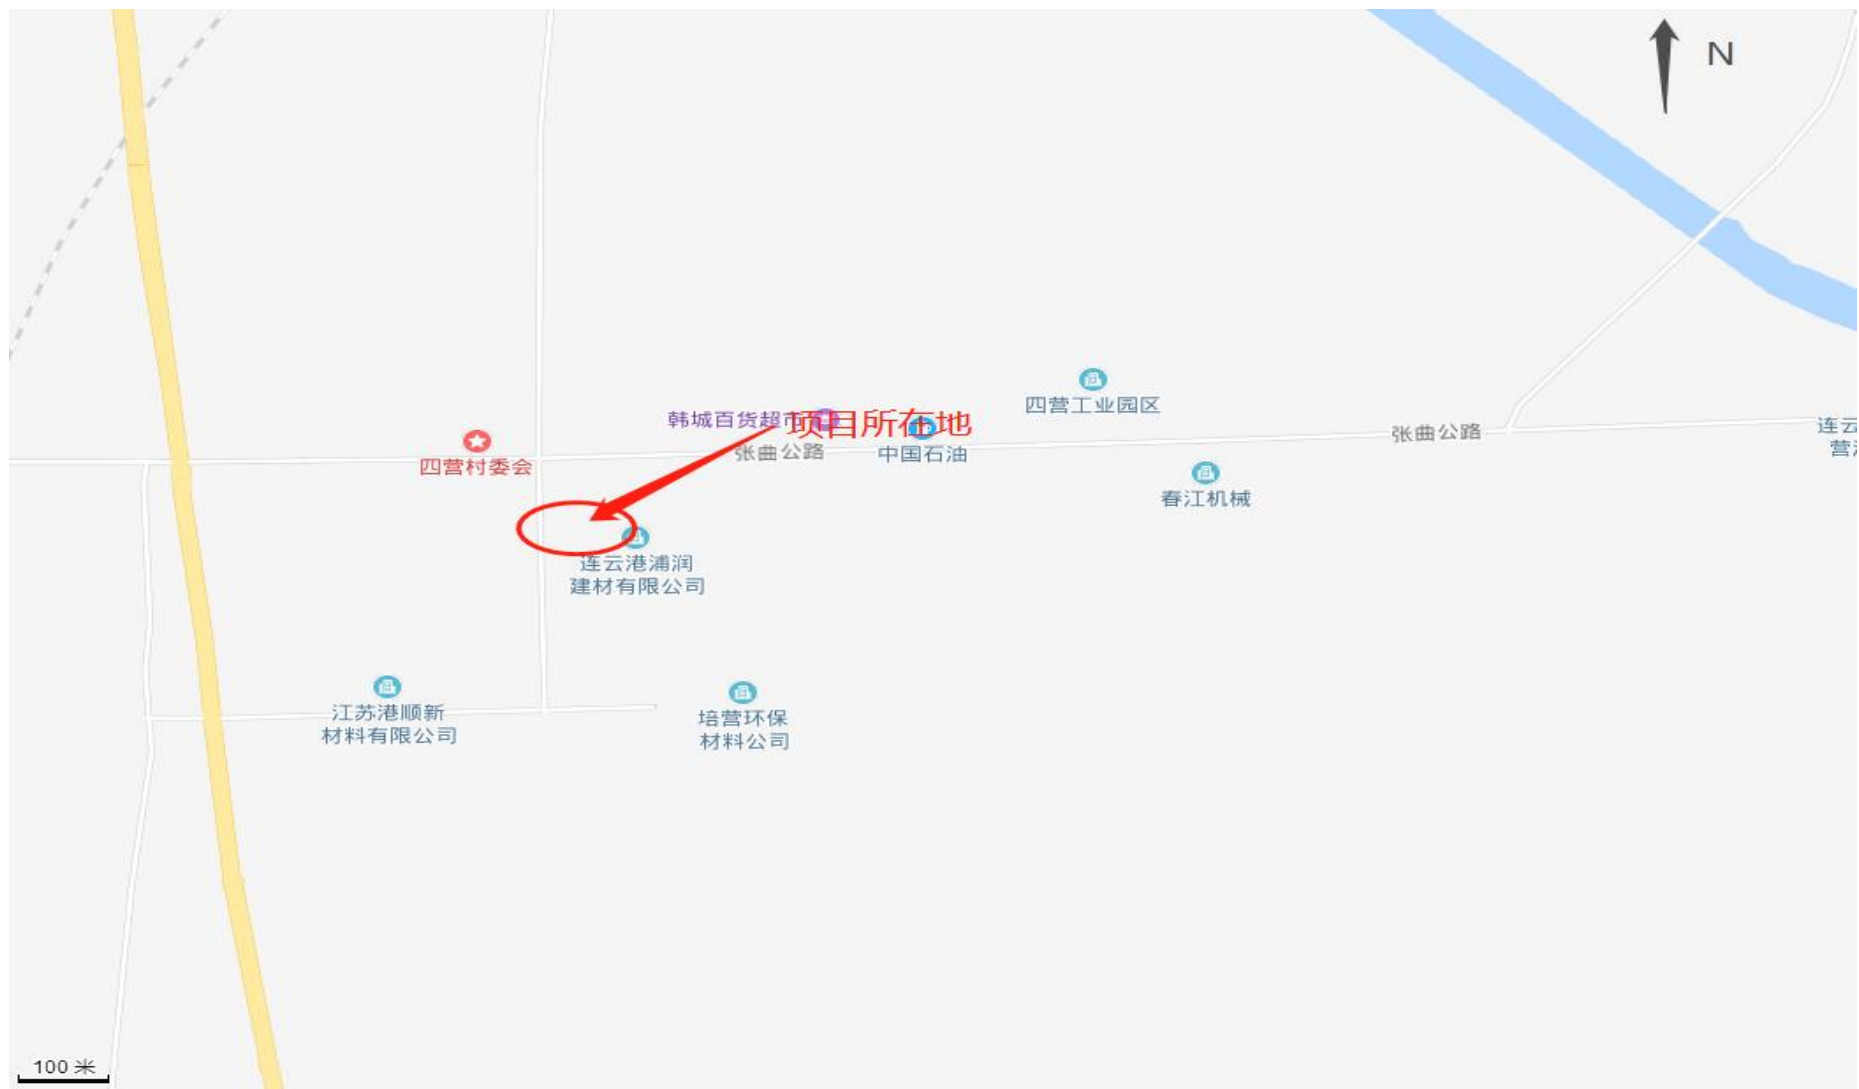 N
四营工业园区
韩城百货超市
项目所在地
连云
营
张曲公路
张曲公路
中国石油
四营村委会
春江机械
连云港浦润
建材有限公司
江苏港顺新
材料有限公司
培营环保
材料公司
100 米